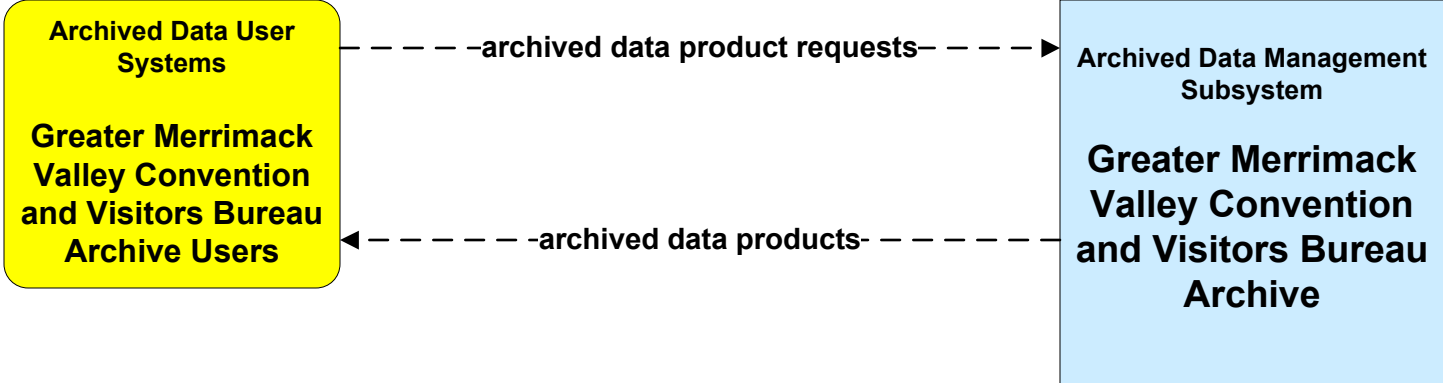 Archived Data User
Systems
Greater Merrimack
Valley Convention
and Visitors Bureau
Archive Users
archived data product requests
archived data products
Archived Data Management
Subsystem
Greater Merrimack
Valley Convention
and Visitors Bureau
Archive